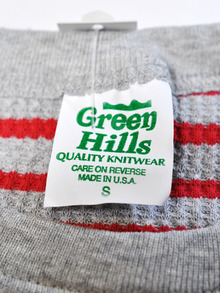 Green
Hills
QUALITY KNITWEAR
CARE ON REVERSE
MADE IN U.S.A.
S